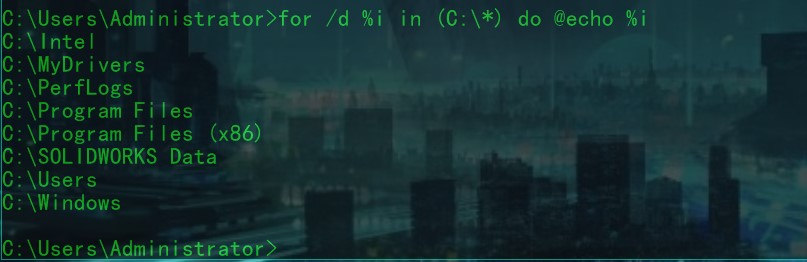 C:\Users\Administrator>for /d %i in (C:\*) do @echo %i
C:\Intel
C:\MyDrivers
C:\PerfLogs
C:\Program Files
C:\Program Files (x86)
C:\SOLIDWORKS Data
C:\Users
C:\Windows
C:\Users\Administrator>